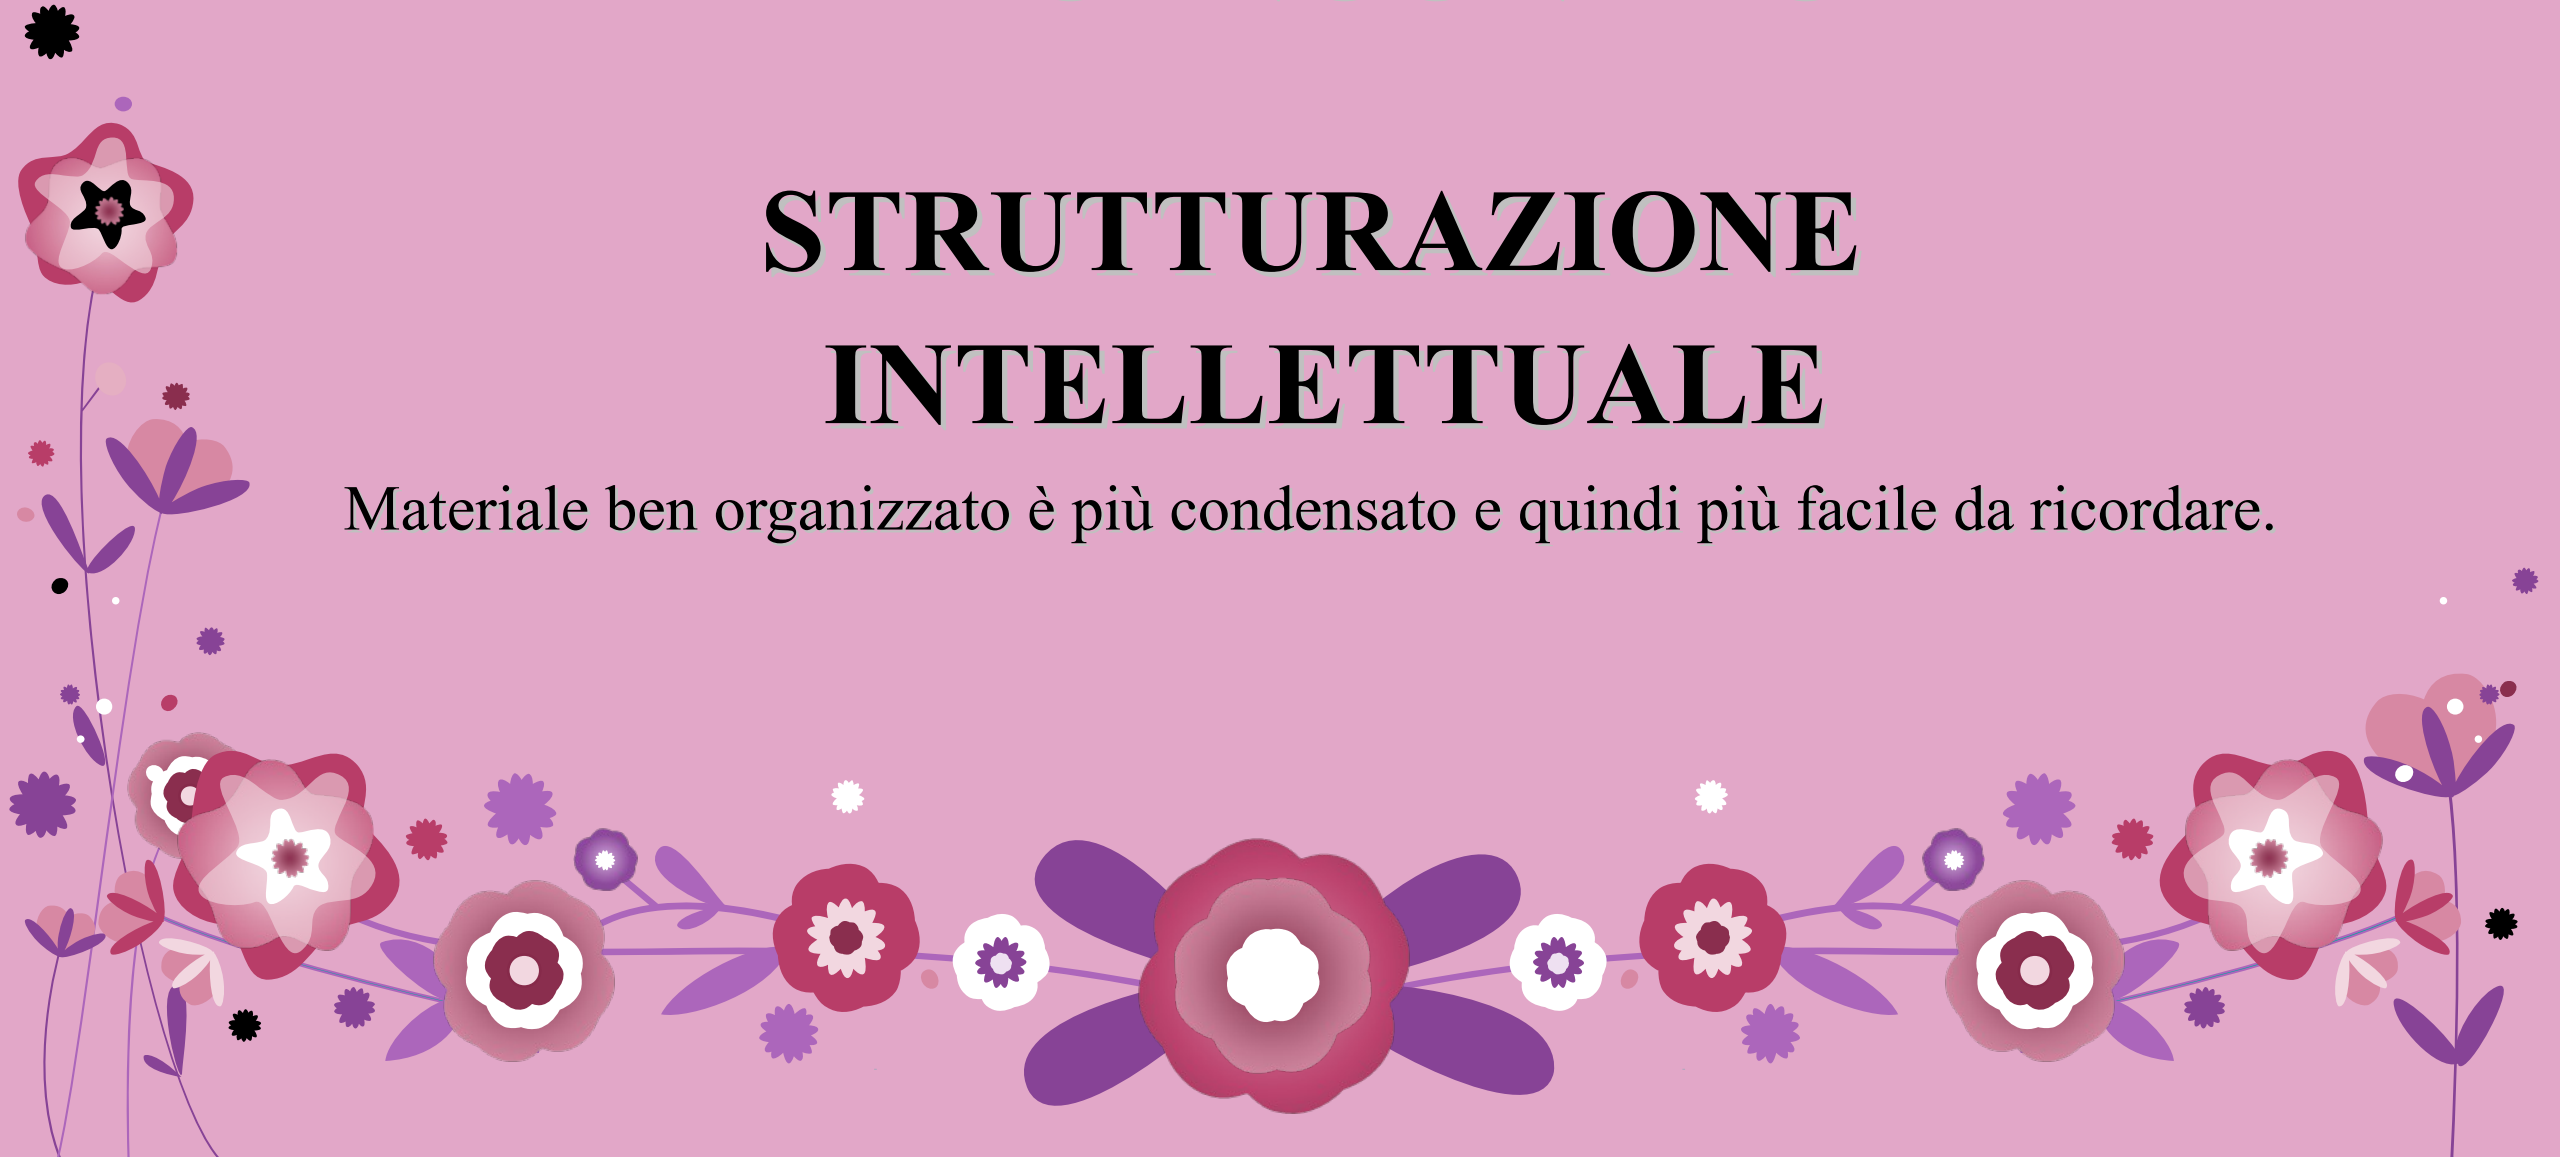 STRUTTURAZIONE
INTELLETTUALE
Materiale ben organizzato è più condensato e quindi più facile da ricordare.